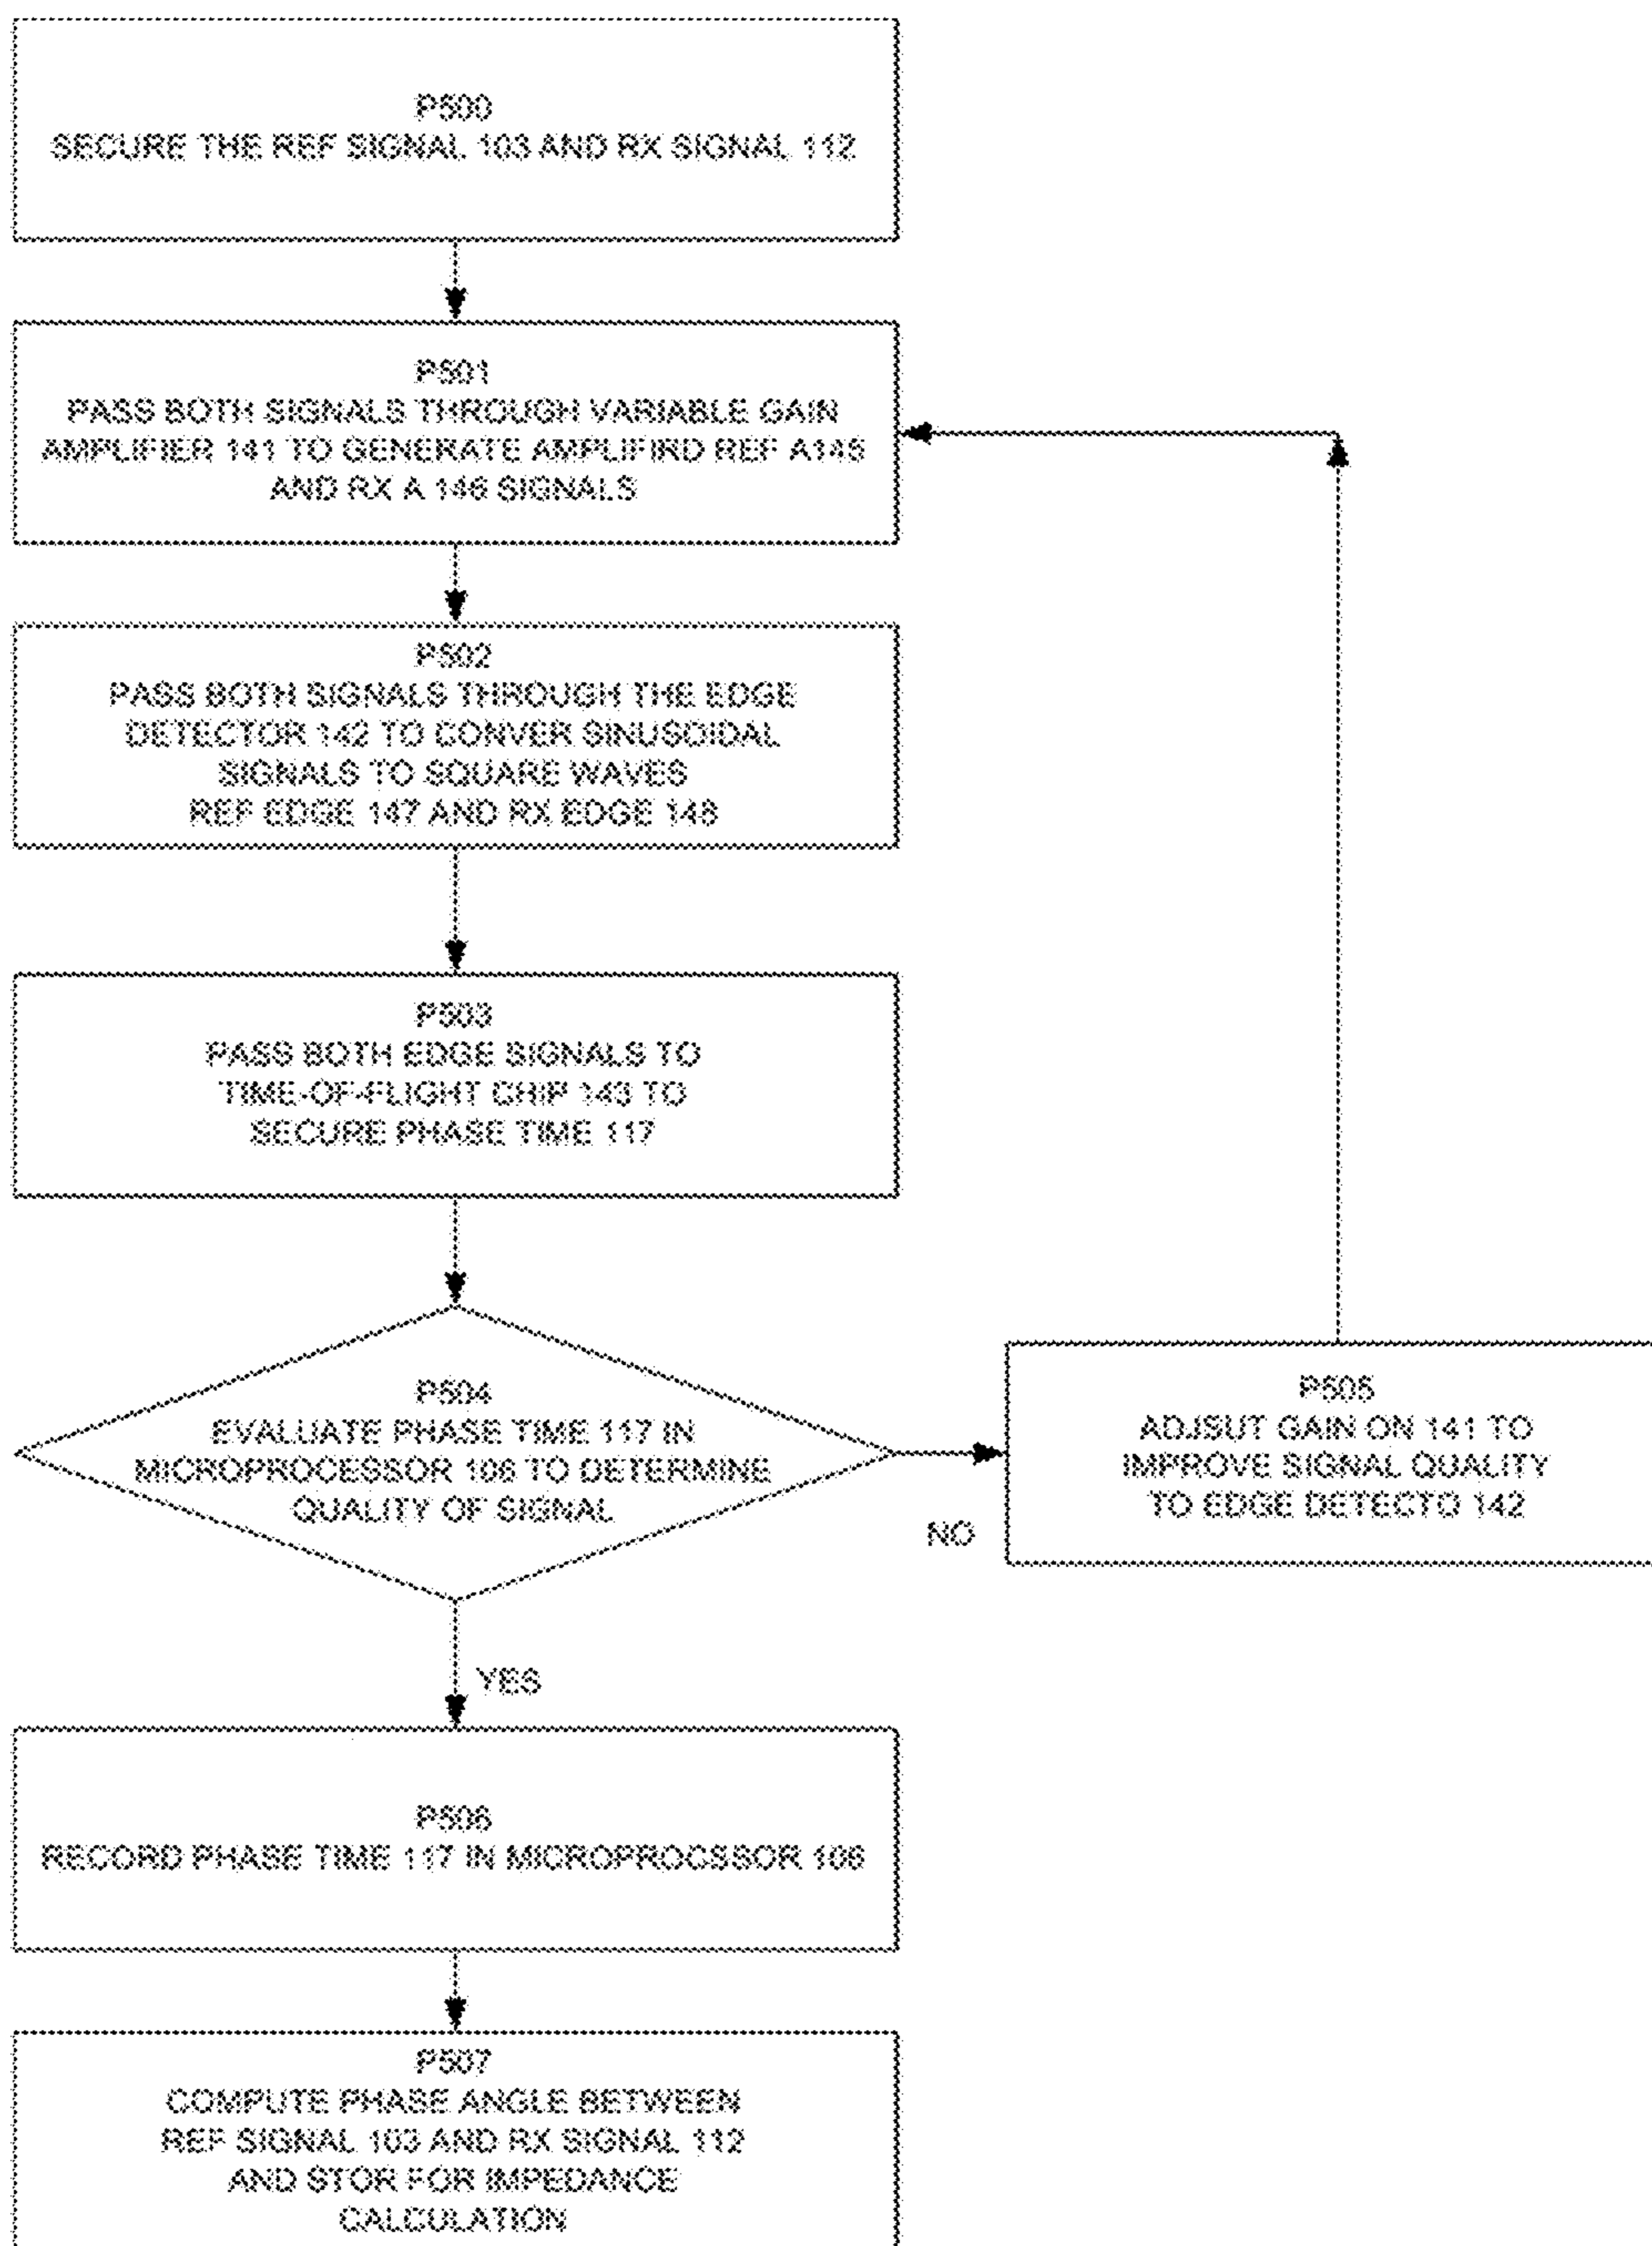 P500
SECURE THE REF SIGNAL 103 AND RX SIGNAL 112
P501
PASS BOTH SIGNALS THROUGH VARIABLE GAIN
AMPLIFIER 141 TO GENERATE AMPLIFIRD REF A145
AND RX A 146 SIGNALS
P502
PASS BOTH SIGNALS THROUGH THE EDGE
DETECTOR 142 TO CONVER SINUSOIDAL
SIGNALS TO SQUARE WAVES
REF EDGE 147 AND RX EDGE 148
P503
PASS BOTH EDGE SIGNALS TO
TIME-OF-FLIGHT CHIP 143 TO
SECURE PHASE TIME 117
P504
EVALUATE PHASE TIME 117 IN
MICROPROCESSOR 106 TO DETERMINE
QUALITY OF SIGNAL
P505
ADJSUT GAIN ON 141 TO
IMPROVE SIGNAL QUALITY
TO EDGE DETECTO 142
NO
YES
P506
RECORD PHASE TIME 117 IN MICROPROCSSOR 106
P507
COMPUTE PHASE ANGLE BETWEEN
REF SIGNAL 103 AND RX SIGNAL 112
AND STOR FOR IMPEDANCE
CALCULATION